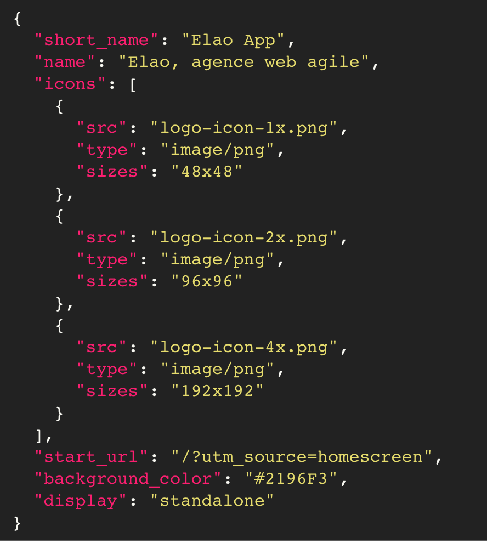 {
  "short_name": "Elao App",
  "name": "Elao, agence web agile",
  "icons": [
    {
      "src": "logo-icon-1x.png",
      "type": "image/png",
      "sizes": "48x48"
    },
    {
      "src": "logo-icon-2x.png",
      "type": "image/png",
      "sizes": "96x96"
    },
    {
      "src": "logo-icon-4x.png",
      "type": "image/png",
      "sizes": "192x192"
    }
  ],
  "start_url": "/?utm_source=homescreen",
  "background_color": "#2196F3",
  "display": "standalone"
}